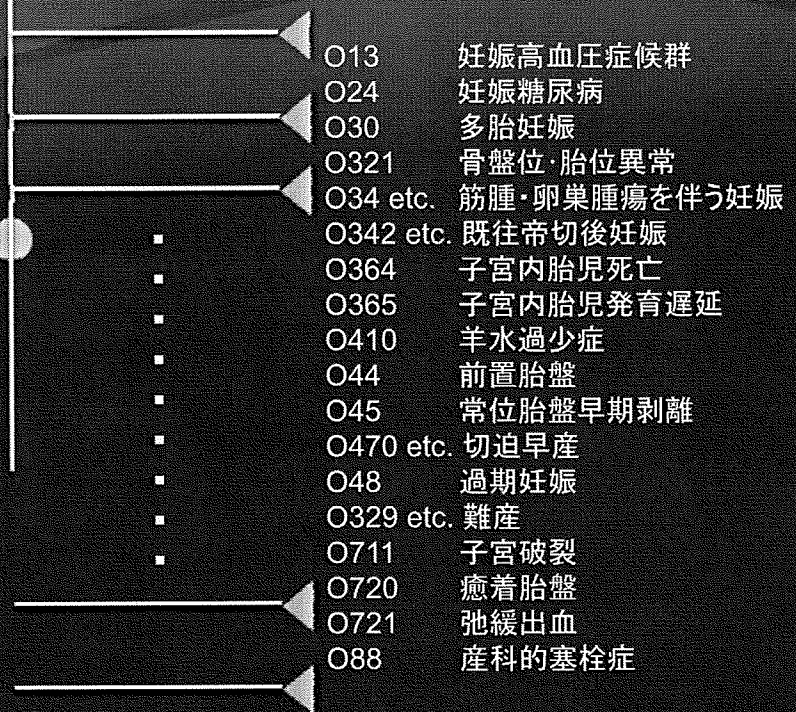 O13 妊娠高血圧症候群
O24 妊娠糖尿病
O30 多胎妊娠
O321 骨盤位・胎位異常
O34 etc. 筋腫・卵巣腫瘍を伴う妊娠
O342 etc. 既往帝切後妊娠
O364 子宮内胎児死亡
O365 子宮内胎児発育遅延
O410 羊水過少症
O44 前置胎盤
O45 常位胎盤早期剥離
O470 etc. 切迫早産
O48 過期妊娠
O329 etc. 難産
O711 子宮破裂
O720 癒着胎盤
O721 弛緩出血
O88 産科的塞栓症